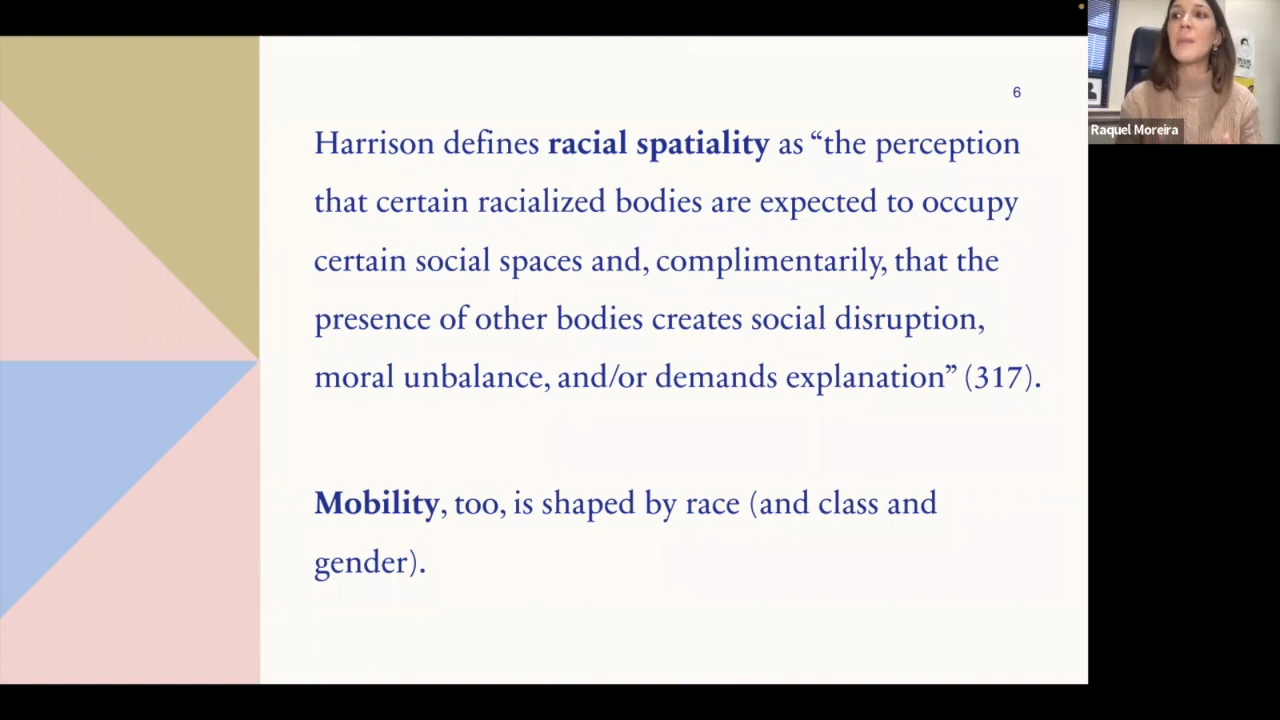 6
Harrison defines racial spatiality as “the perception
that certain racialized bodies are expected to occupy
certain social spaces and, complimentarily, that the
presence of other bodies creates social disruption,
moral unbalance, and/or demands explanation” (317).
Mobility, too, is shaped by race (and class and
gender).
Raquel Moreira